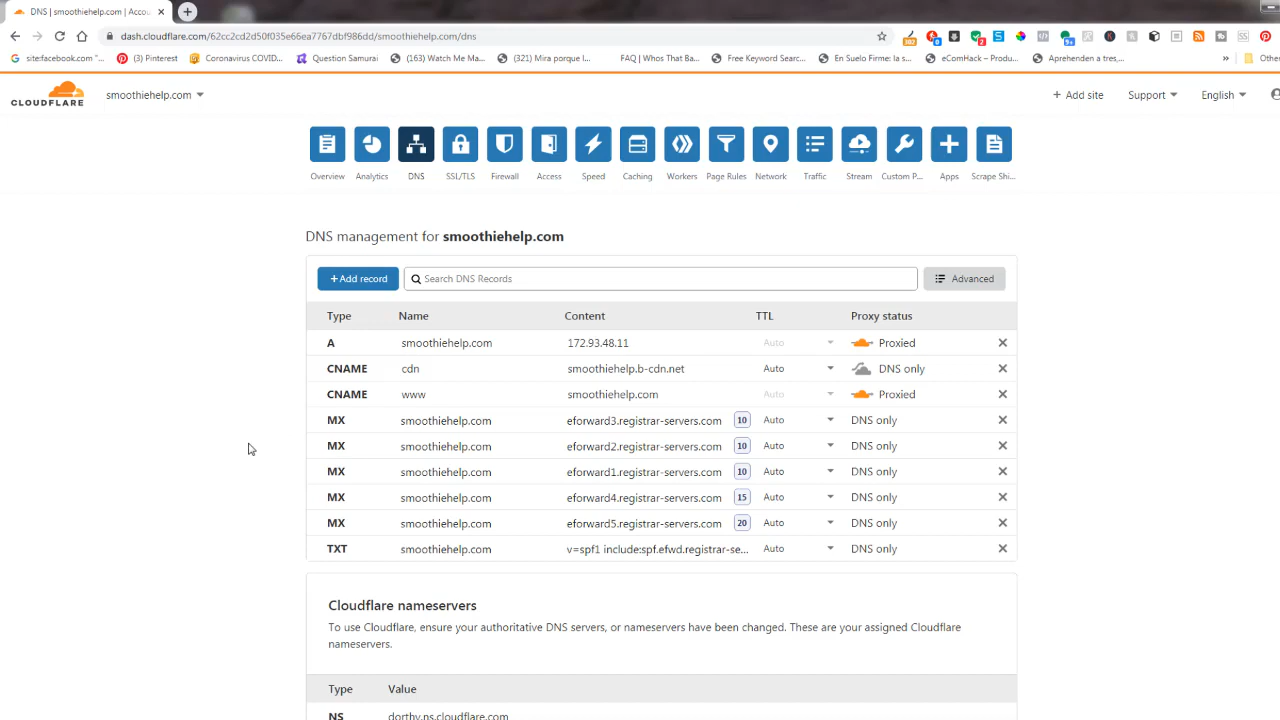 DNS | smoothiehelp.com | Accou
dash.cloudflare.com/62cc2cd2d50f035e66ea7767dbf986dd/smoothiehelp.com/dns
site:facebook.com "... (3) Pinterest Coronavirus COVID... Question Samurai (163) Watch Me Ma... (321) Mira porque l... FAQ | Whos That Ba... Free Keyword Searc... En Suelo Firme: la s... eComHack – Produ... Aprehenden a tres,... » Othe
CLOUDFLARE smoothiehelp.com + Add site Support English
Overview Analytics DNS SSL/TLS Firewall Access Speed Caching Workers Page Rules Network Traffic Stream Custom P... Apps Scrape Shi...
DNS management for smoothiehelp.com
+Add record Search DNS Records Advanced
Type Name Content TTL Proxy status
A smoothiehelp.com 172.93.48.11 Auto Proxied
CNAME cdn smoothiehelp.b-cdn.net Auto DNS only
CNAME www smoothiehelp.com Auto Proxied
MX smoothiehelp.com eforward3.registrar-servers.com 10 Auto DNS only
MX smoothiehelp.com eforward2.registrar-servers.com 10 Auto DNS only
MX smoothiehelp.com eforward1.registrar-servers.com 10 Auto DNS only
MX smoothiehelp.com eforward4.registrar-servers.com 15 Auto DNS only
MX smoothiehelp.com eforward5.registrar-servers.com 20 Auto DNS only
TXT smoothiehelp.com v=spf1 include:spf.efwd.registrar-se... Auto DNS only
Cloudflare nameservers
To use Cloudflare, ensure your authoritative DNS servers, or nameservers have been changed. These are your assigned Cloudflare
nameservers.
Type Value
NS dorthy.ns.cloudflare.com